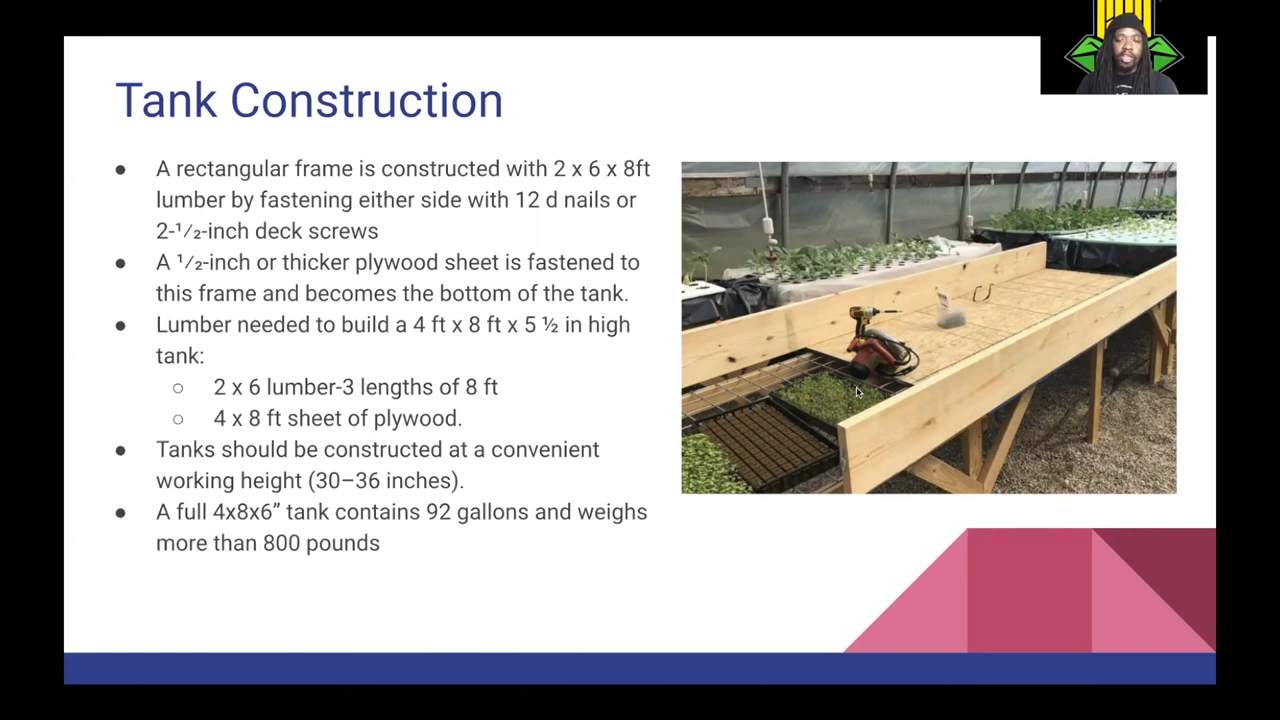 Tank Construction
● A rectangular frame is constructed with 2 x 6 x 8ft
lumber by fastening either side with 12 d nails or
2-¹⁄₂-inch deck screws
● A ¹⁄₂-inch or thicker plywood sheet is fastened to
this frame and becomes the bottom of the tank.
● Lumber needed to build a 4 ft x 8 ft x 5 ½ in high
tank:
○ 2 x 6 lumber-3 lengths of 8 ft
○ 4 x 8 ft sheet of plywood.
● Tanks should be constructed at a convenient
working height (30–36 inches).
● A full 4x8x6” tank contains 92 gallons and weighs
more than 800 pounds